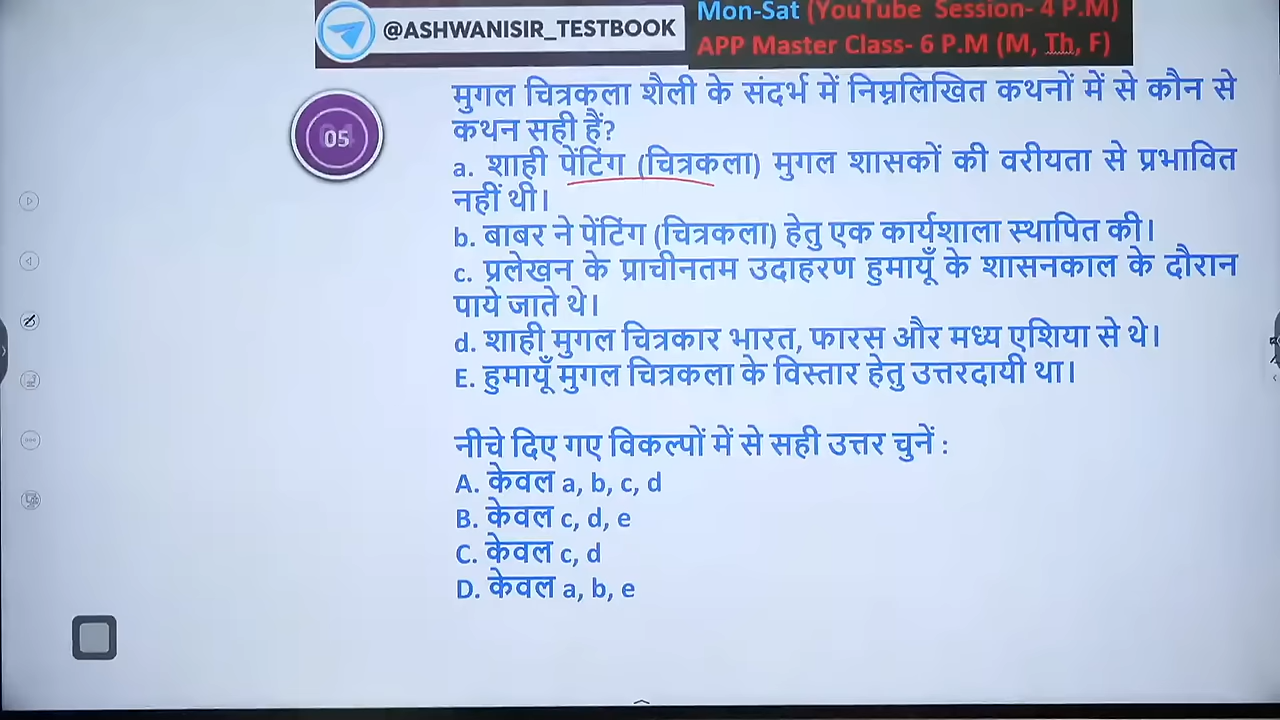 @ASHWANISIR_TESTBOOK
Mon-Sat (YouTube Session- 4 P.M)
APP Master Class- 6 P.M (M, Th, F)
05
मुगल चित्रकला शैली के संदर्भ में निम्नलिखित कथनों में से कौन से
कथन सही हैं?
a. शाही पेंटिंग (चित्रकला) मुगल शासकों की वरीयता से प्रभावित
नहीं थी।
b. बाबर ने पेंटिंग (चित्रकला) हेतु एक कार्यशाला स्थापित की।
c. प्रलेखन के प्राचीनतम उदाहरण हुमायूँ के शासनकाल के दौरान
पाये जाते थे।
d. शाही मुगल चित्रकार भारत, फारस और मध्य एशिया से थे।
E. हुमायूँ मुगल चित्रकला के विस्तार हेतु उत्तरदायी था।
नीचे दिए गए विकल्पों में से सही उत्तर चुनें :
A. केवल a, b, c, d
B. केवल c, d, e
C. केवल c, d
D. केवल a, b, e